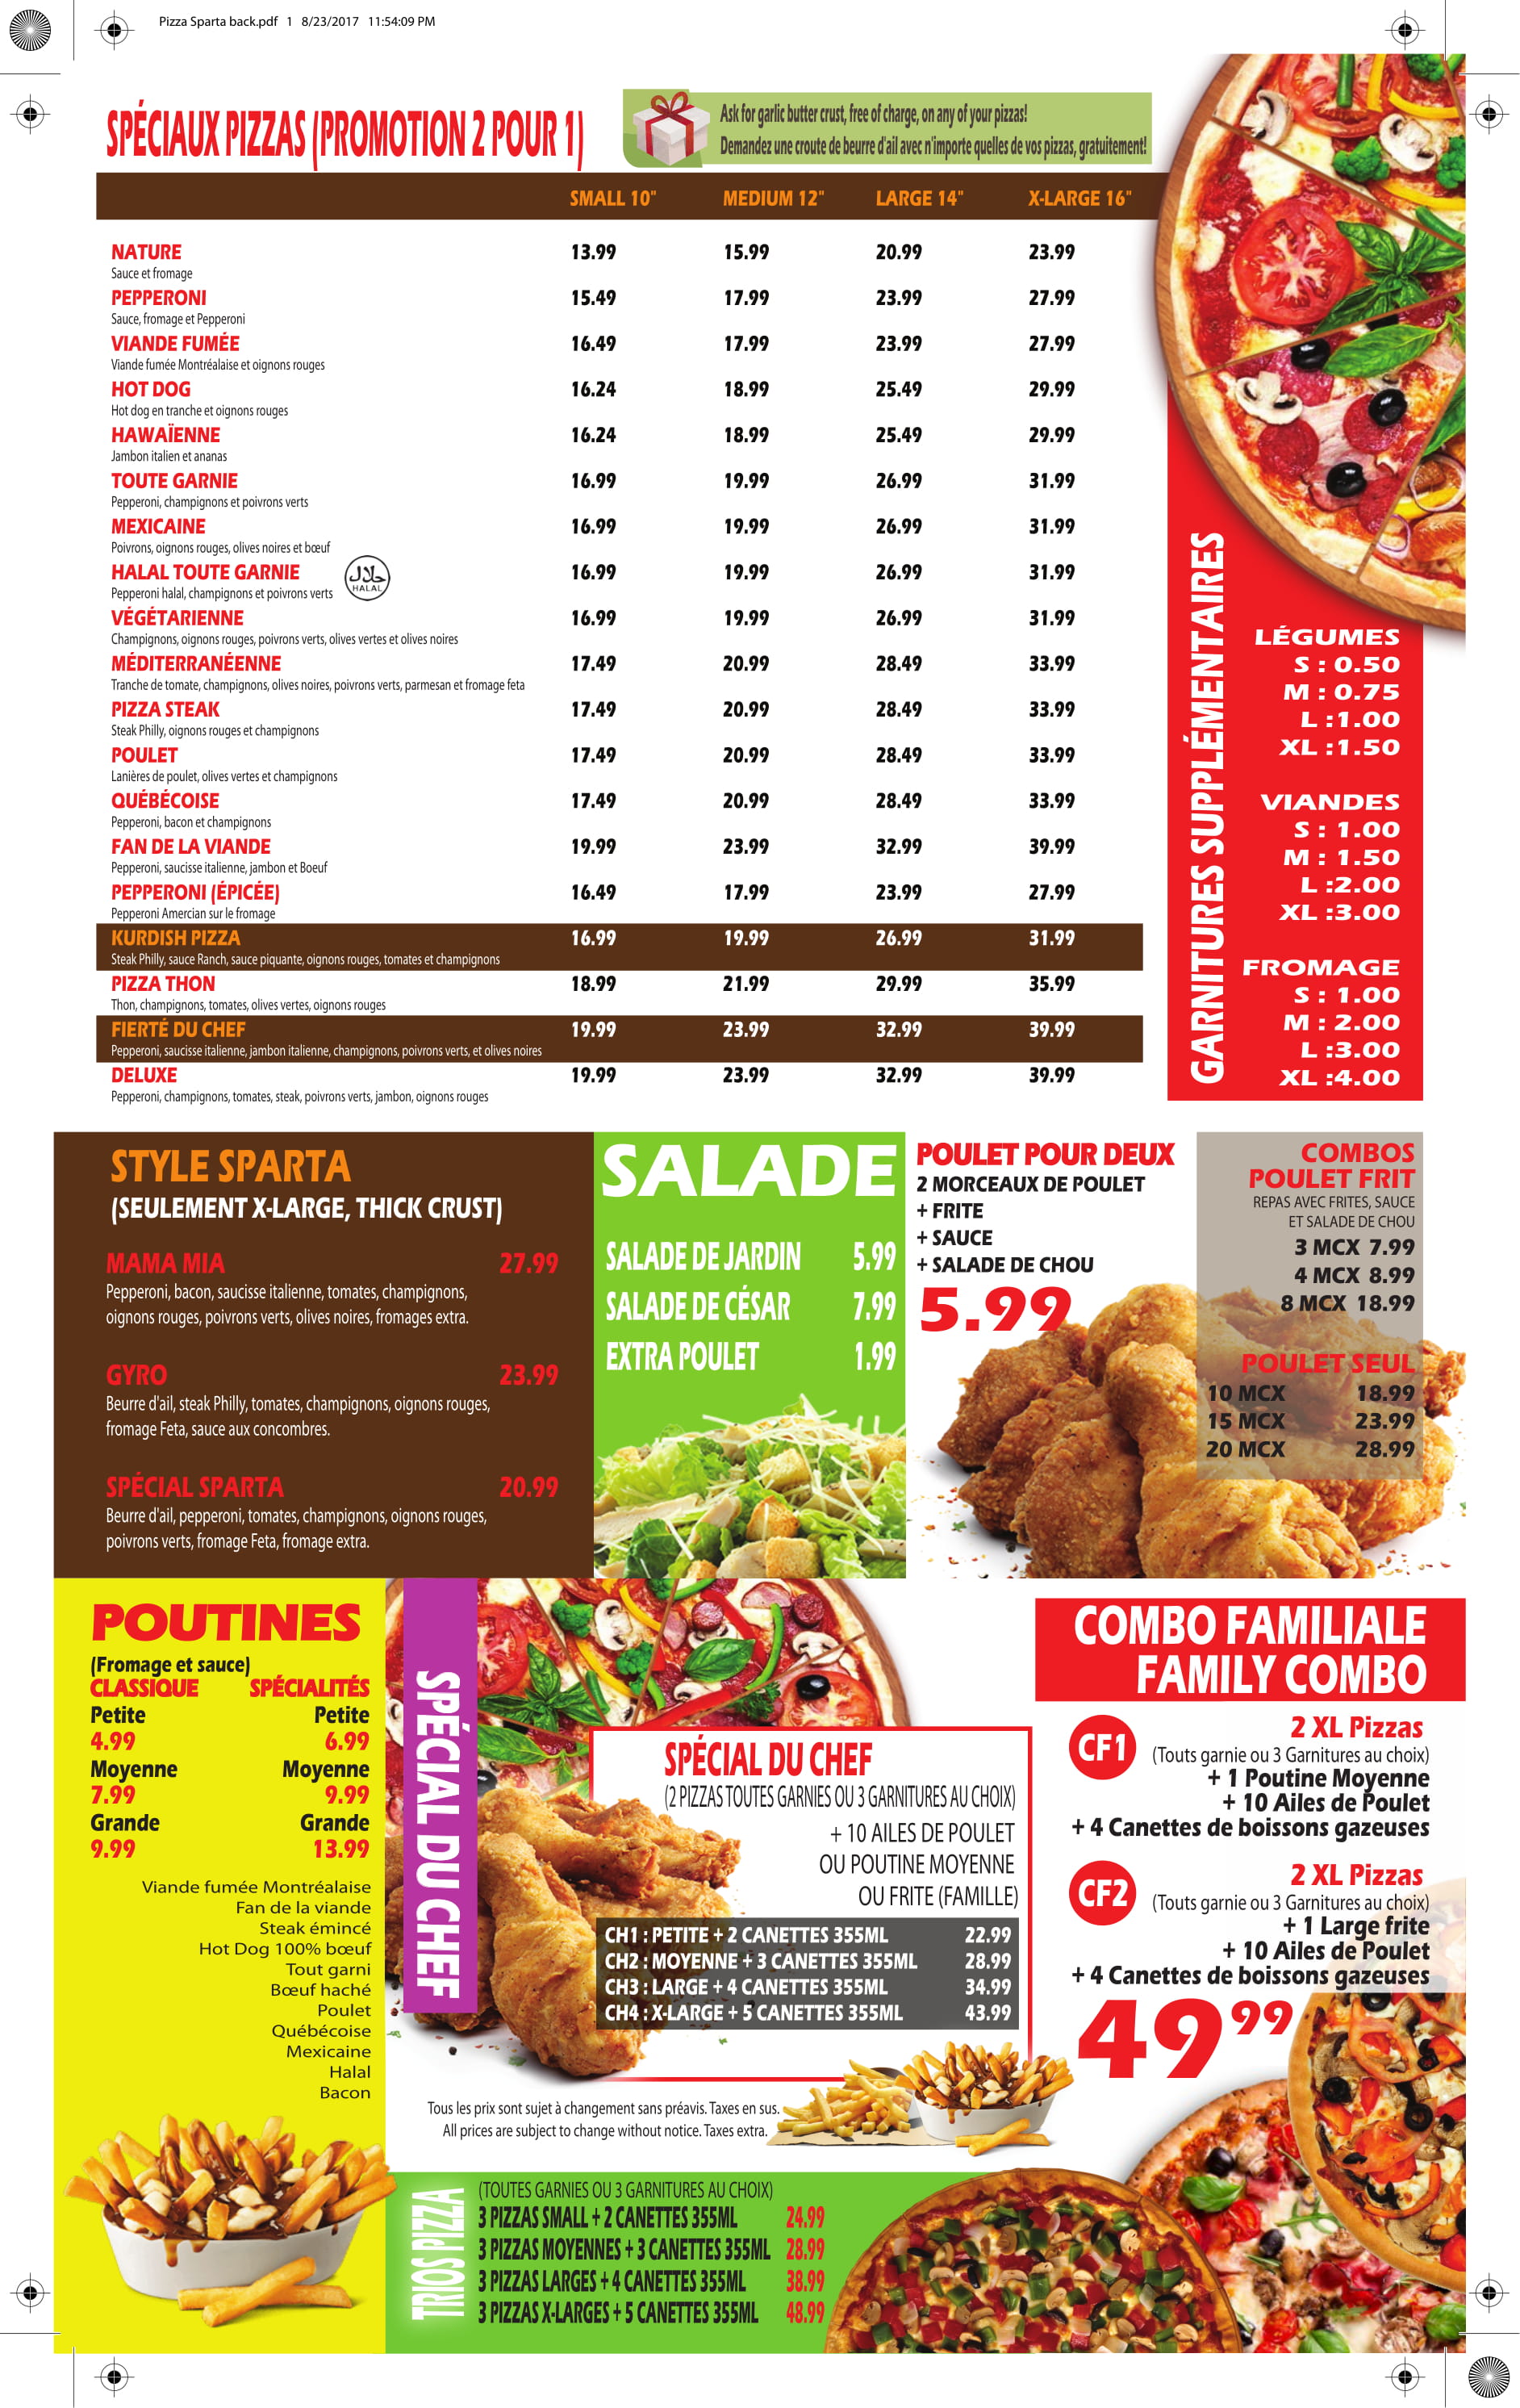 Pizza Sparta back.pdf 1 8/23/2017 11:54:09 PM
SPÉCIAUX PIZZAS (PROMOTION 2 POUR 1)
Ask for garlic butter crust, free of charge, on any of your pizzas!
Demandez une croute de beurre d'ail avec n'importe quelles de vos pizzas, gratuitement!
SMALL 10" MEDIUM 12" LARGE 14" X-LARGE 16"
NATURE 13.99 15.99 20.99 23.99
Sauce et fromage
PEPPERONI 15.49 17.99 23.99 27.99
Sauce, fromage et Pepperoni
VIANDE FUMÉE 16.49 17.99 23.99 27.99
Viande fumée Montréalaise et oignons rouges
HOT DOG 16.24 18.99 25.49 29.99
Hot dog en tranche et oignons rouges
HAWAÏENNE 16.24 18.99 25.49 29.99
Jambon italien et ananas
TOUTE GARNIE 16.99 19.99 26.99 31.99
Pepperoni, champignons et poivrons verts
MEXICAINE 16.99 19.99 26.99 31.99
Poivrons, oignons rouges, olives noires et bœuf
HALAL TOUTE GARNIE 16.99 19.99 26.99 31.99
Pepperoni halal, champignons et poivrons verts
حلال
HALAL
VÉGÉTARIENNE 16.99 19.99 26.99 31.99
Champignons, oignons rouges, poivrons verts, olives vertes et olives noires
MÉDITERRANÉENNE 17.49 20.99 28.49 33.99
Tranche de tomate, champignons, olives noires, poivrons verts, parmesan et fromage feta
PIZZA STEAK 17.49 20.99 28.49 33.99
Steak Philly, oignons rouges et champignons
POULET 17.49 20.99 28.49 33.99
Lanières de poulet, olives vertes et champignons
QUÉBÉCOISE 17.49 20.99 28.49 33.99
Pepperoni, bacon et champignons
FAN DE LA VIANDE 19.99 23.99 32.99 39.99
Pepperoni, saucisse italienne, jambon et Boeuf
PEPPERONI (ÉPICÉE) 16.49 17.99 23.99 27.99
Pepperoni Amercian sur le fromage
KURDISH PIZZA 16.99 19.99 26.99 31.99
Steak Philly, sauce Ranch, sauce piquante, oignons rouges, tomates et champignons
PIZZA THON 18.99 21.99 29.99 35.99
Thon, champignons, tomates, olives vertes, oignons rouges
FIERTÉ DU CHEF 19.99 23.99 32.99 39.99
Pepperoni, saucisse italienne, jambon italienne, champignons, poivrons verts, et olives noires
DELUXE 19.99 23.99 32.99 39.99
Pepperoni, champignons, tomates, steak, poivrons verts, jambon, oignons rouges
GARNITURES SUPPLÉMENTAIRES
LÉGUMES
S : 0.50
M : 0.75
L :1.00
XL :1.50
VIANDES
S : 1.00
M : 1.50
L :2.00
XL :3.00
FROMAGE
S : 1.00
M : 2.00
L :3.00
XL :4.00
STYLE SPARTA
(SEULEMENT X-LARGE, THICK CRUST)
MAMA MIA 27.99
Pepperoni, bacon, saucisse italienne, tomates, champignons,
oignons rouges, poivrons verts, olives noires, fromages extra.
GYRO 23.99
Beurre d'ail, steak Philly, tomates, champignons, oignons rouges,
fromage Feta, sauce aux concombres.
SPÉCIAL SPARTA 20.99
Beurre d'ail, pepperoni, tomates, champignons, oignons rouges,
poivrons verts, fromage Feta, fromage extra.
SALADE
SALADE DE JARDIN 5.99
SALADE DE CÉSAR 7.99
EXTRA POULET 1.99
POULET POUR DEUX
2 MORCEAUX DE POULET
+ FRITE
+ SAUCE
+ SALADE DE CHOU
5.99
COMBOS
POULET FRIT
REPAS AVEC FRITES, SAUCE
ET SALADE DE CHOU
3 MCX 7.99
4 MCX 8.99
8 MCX 18.99
POULET SEUL
10 MCX 18.99
15 MCX 23.99
20 MCX 28.99
POUTINES
(Fromage et sauce)
CLASSIQUE SPÉCIALITÉS
Petite Petite
4.99 6.99
Moyenne Moyenne
7.99 9.99
Grande Grande
9.99 13.99
Viande fumée Montréalaise
Fan de la viande
Steak émincé
Hot Dog 100% bœuf
Tout garni
Bœuf haché
Poulet
Québécoise
Mexicaine
Halal
Bacon
SPÉCIAL DU CHEF
SPÉCIAL DU CHEF
(2 PIZZAS TOUTES GARNIES OU 3 GARNITURES AU CHOIX)
+ 10 AILES DE POULET
OU POUTINE MOYENNE
OU FRITE (FAMILLE)
CH1 : PETITE + 2 CANETTES 355ML 22.99
CH2 : MOYENNE + 3 CANETTES 355ML 28.99
CH3 : LARGE + 4 CANETTES 355ML 34.99
CH4 : X-LARGE + 5 CANETTES 355ML 43.99
Tous les prix sont sujet à changement sans préavis. Taxes en sus.
All prices are subject to change without notice. Taxes extra.
COMBO FAMILIALE
FAMILY COMBO
CF1
2 XL Pizzas
(Touts garnie ou 3 Garnitures au choix)
+ 1 Poutine Moyenne
+ 10 Ailes de Poulet
+ 4 Canettes de boissons gazeuses
CF2
2 XL Pizzas
(Touts garnie ou 3 Garnitures au choix)
+ 1 Large frite
+ 10 Ailes de Poulet
+ 4 Canettes de boissons gazeuses
49 99
TRIOS PIZZA
(TOUTES GARNIES OU 3 GARNITURES AU CHOIX)
3 PIZZAS SMALL + 2 CANETTES 355ML 24.99
3 PIZZAS MOYENNES + 3 CANETTES 355ML 28.99
3 PIZZAS LARGES + 4 CANETTES 355ML 38.99
3 PIZZAS X-LARGES + 5 CANETTES 355ML 48.99